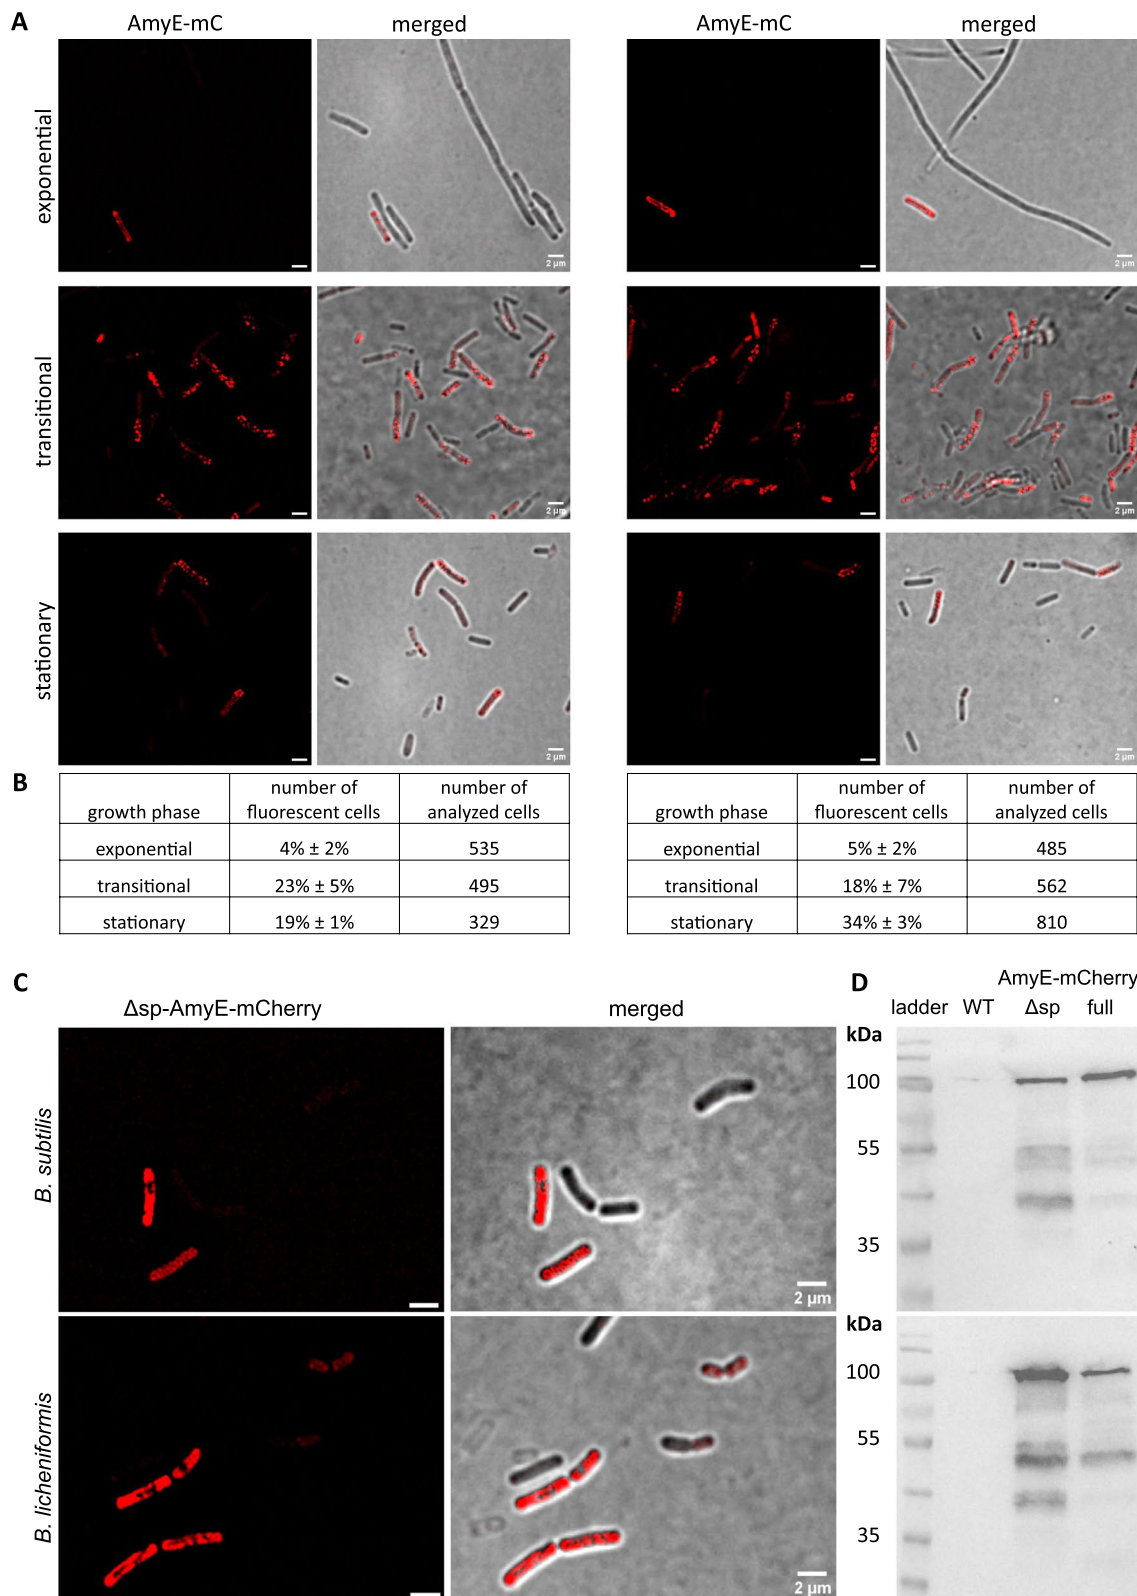 A
AmyE-mC
merged
AmyE-mC
merged
exponential
2 µm
2 µm
transitional
2 µm
2 µm
stationary
2 µm
2 µm
B
growth phase
number of
fluorescent cells
number of
analyzed cells
exponential
4% ± 2%
535
transitional
23% ± 5%
495
stationary
19% ± 1%
329
growth phase
number of
fluorescent cells
number of
analyzed cells
exponential
5% ± 2%
485
transitional
18% ± 7%
562
stationary
34% ± 3%
810
C
Δsp-AmyE-mCherry
merged
B. subtilis
2 µm
B. licheniformis
2 µm
D
AmyE-mCherry
ladder WT Δsp full
kDa
100
55
35
kDa
100
55
35